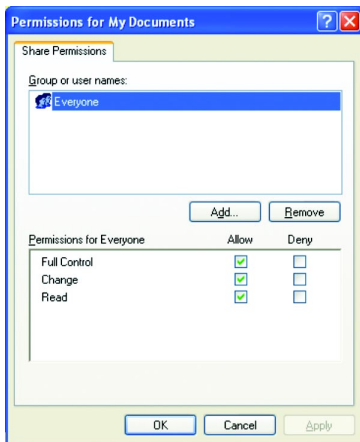 Permissions for My Documents
Share Permissions
Group or user names:
Everyone
Add... Remove
Permissions for Everyone Allow Deny
Full Control
Change
Read
OK Cancel Apply